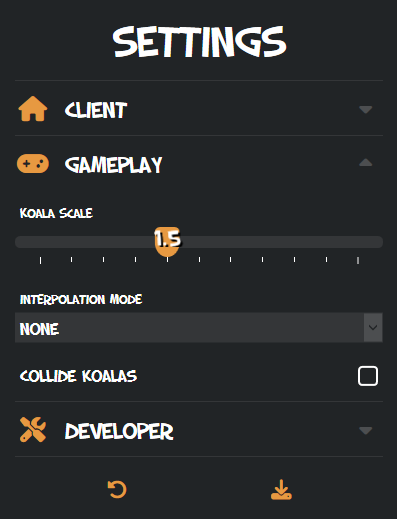 SETTINGS
CLIENT
GAMEPLAY
KOALA SCALE
1.5
INTERPOLATION MODE
NONE
COLLIDE KOALAS
DEVELOPER